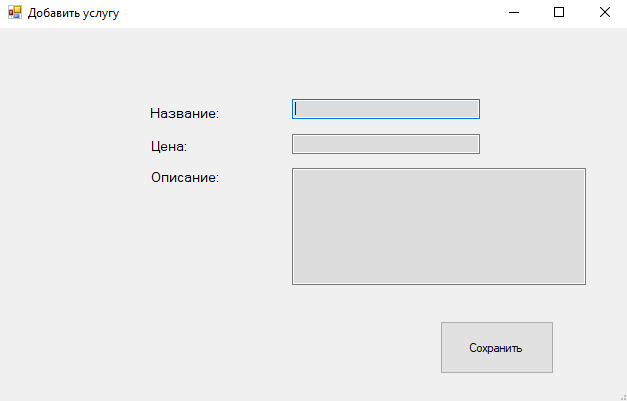 Добавить услугу
Название:
Цена:
Описание:
Сохранить